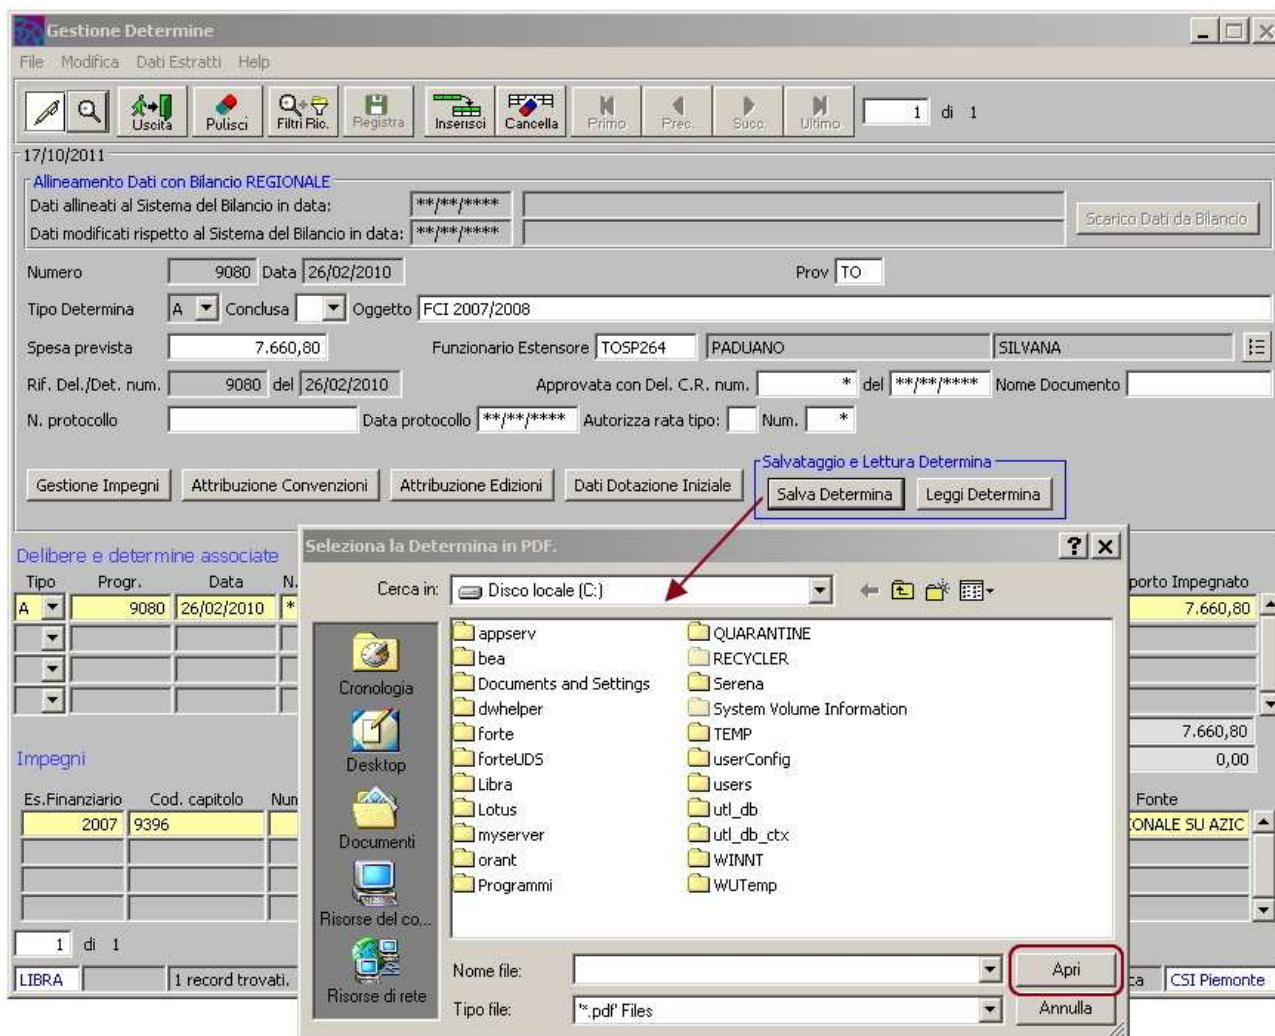 Gestione Determine
File Modifica Dati Estratti Help
Uscita Pulisci Filtri Ric. Registra Inserisci Cancella Primo Prec. Succ. Ultimo 1 di 1
17/10/2011
Allineamento Dati con Bilancio REGIONALE
Dati allineati al Sistema del Bilancio in data: **/**/****
Scarico Dati da Bilancio
Dati modificati rispetto al Sistema del Bilancio in data: **/**/****
Numero 9080 Data 26/02/2010 Prov TO
Tipo Determina A Conclusa Oggetto FCI 2007/2008
Spesa prevista 7.660,80 Funzionario Estensore TOSP264 PADUANO SILVANA
Rif. Del./Det. num. 9080 del 26/02/2010 Approvata con Del. C.R. num. * del **/**/**** Nome Documento
N. protocollo Data protocollo **/**/**** Autorizza rata tipo: Num. *
Salvataggio e Lettura Determina
Gestione Impegni Attribuzione Convenzioni Attribuzione Edizioni Dati Dotazione Iniziale Salva Determina Leggi Determina
Delibere e determine associate
Tipo Progr. Data N.
A 9080 26/02/2010 *
Impegni
Es.Finanziario Cod. capitolo Num
2007 9396
1 di 1
LIBRA 1 record trovati.
Seleziona la Determina in PDF.
Cerca in: Disco locale (C:)
Cronologia
Desktop
Documenti
Risorse del co...
Risorse di rete
appserv
bea
Documents and Settings
dwhelper
forte
forteUDS
Libra
Lotus
myserver
orant
Programmi
QUARANTINE
RECYCLER
Serena
System Volume Information
TEMP
userConfig
users
utl_db
utl_db_ctx
WINNT
WUTemp
Nome file: Apri
Tipo file: '*.pdf' Files Annulla
porto Impegnato
7.660,80
7.660,80
0,00
Fonte
IONALE SU AZIC
ca CSI Piemonte